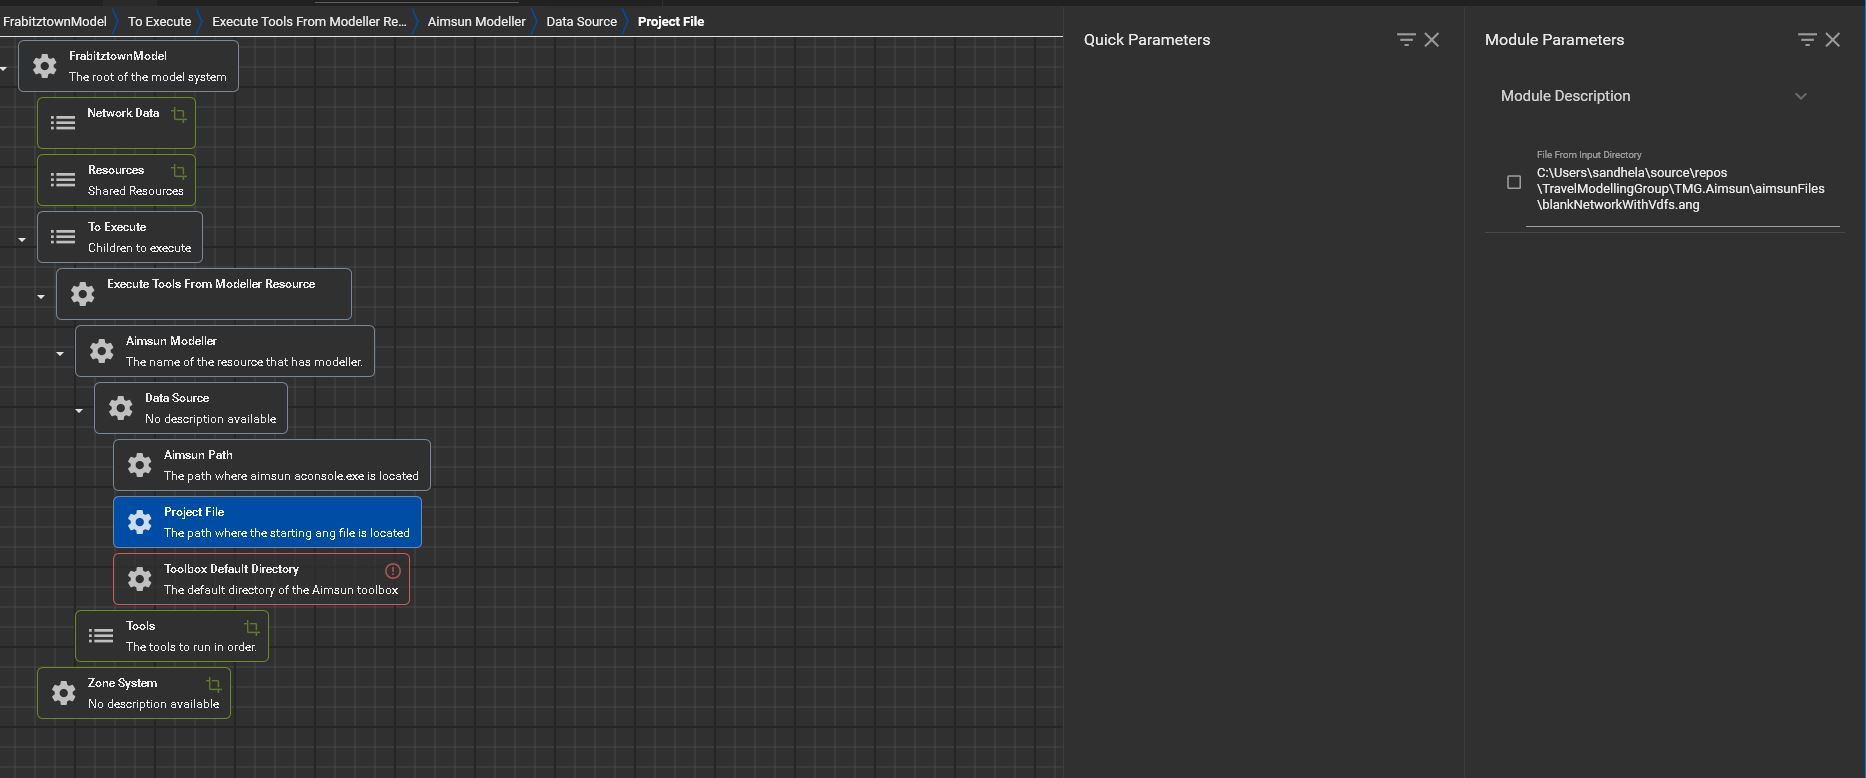 FrabitztownModel
To Execute
Execute Tools From Modeller Re...
Aimsun Modeller
Data Source
Project File
FrabitztownModel
The root of the model system
Network Data
Resources
Shared Resources
To Execute
Children to execute
Execute Tools From Modeller Resource
Aimsun Modeller
The name of the resource that has modeller.
Data Source
No description available
Aimsun Path
The path where aimsun aconsole.exe is located
Project File
The path where the starting ang file is located
Toolbox Default Directory
The default directory of the Aimsun toolbox
Tools
The tools to run in order.
Zone System
No description available
Quick Parameters
Module Parameters
Module Description
File From Input Directory
C:\Users\sandhela\source\repos
\TravelModellingGroup\TMG.Aimsun\aimsunFiles
\blankNetworkWithVdfs.ang